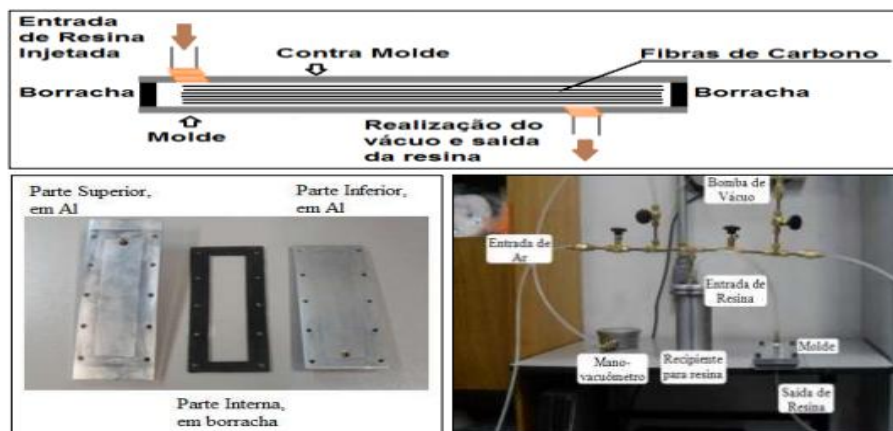 Entrada
de Resina
Injetada
Contra Molde
Fibras de Carbono
Borracha
Borracha
Molde
Realização do
vácuo e saida
da resina
Parte Superior,
em Al
Parte Inferior,
em Al
Parte Interna,
em borracha
Bomba de
Vácuo
Entrada de
Ar
Entrada de
Resina
Mano-
vacuômetro
Recipiente
para resina
Molde
Saída de
Resina